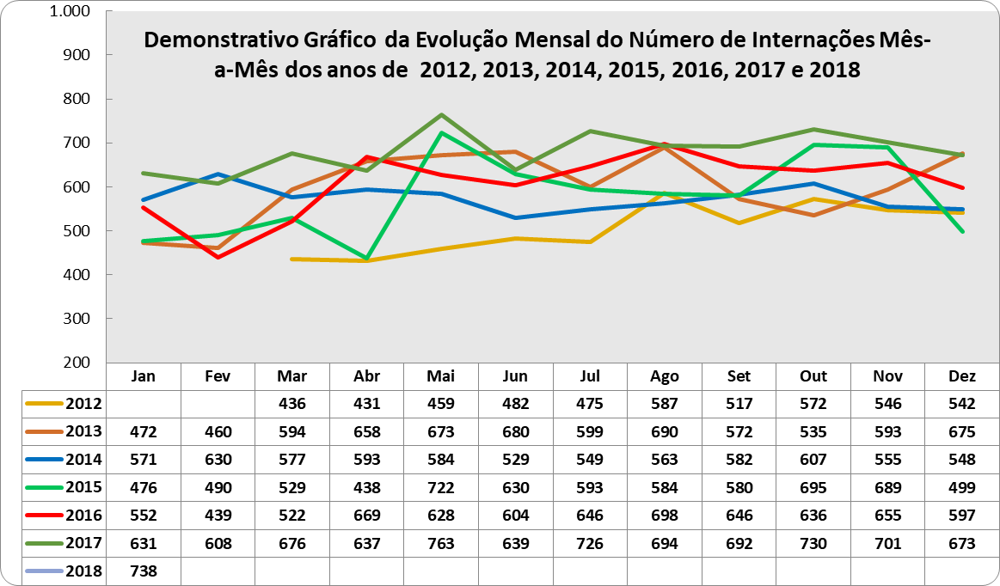 Demonstrativo Gráfico da Evolução Mensal do Número de Internações Mês-
a-Mês dos anos de 2012, 2013, 2014, 2015, 2016, 2017 e 2018
1.000
900
800
700
600
500
400
300
200
Jan Fev Mar Abr Mai Jun Jul Ago Set Out Nov Dez
2012 436 431 459 482 475 587 517 572 546 542
2013 472 460 594 658 673 680 599 690 572 535 593 675
2014 571 630 577 593 584 529 549 563 582 607 555 548
2015 476 490 529 438 722 630 593 584 580 695 689 499
2016 552 439 522 669 628 604 646 698 646 636 655 597
2017 631 608 676 637 763 639 726 694 692 730 701 673
2018 738